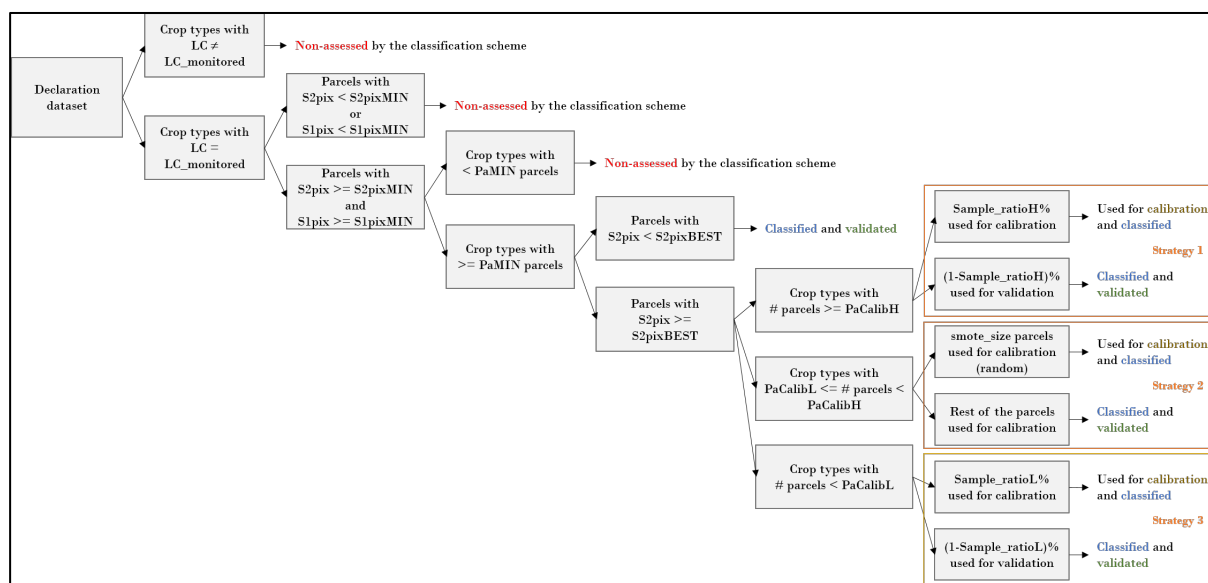 Declaration
dataset
Crop types with
LC ≠
LC_monitored
Non-assessed by the classification scheme
Crop types with
LC =
LC_monitored
Parcels with
S2pix < S2pixMIN
or
S1pix < S1pixMIN
Non-assessed by the classification scheme
Parcels with
S2pix >= S2pixMIN
and
S1pix >= S1pixMIN
Crop types with
< PaMIN parcels
Non-assessed by the classification scheme
Crop types with
>= PaMIN parcels
Parcels with
S2pix < S2pixBEST
Classified and validated
Parcels with
S2pix >=
S2pixBEST
Crop types with
# parcels >= PaCalibH
Sample_ratioH%
used for calibration
Used for calibration
and classified
Strategy 1
(1-Sample_ratioH)%
used for validation
Classified and
validated
Crop types with
PaCalibL <= # parcels <
PaCalibH
smote_size parcels
used for calibration
(random)
Used for calibration
and classified
Strategy 2
Rest of the parcels
used for calibration
Classified and
validated
Crop types with
# parcels < PaCalibL
Sample_ratioL%
used for calibration
Used for calibration
and classified
Strategy 3
(1-Sample_ratioL)%
used for validation
Classified and
validated